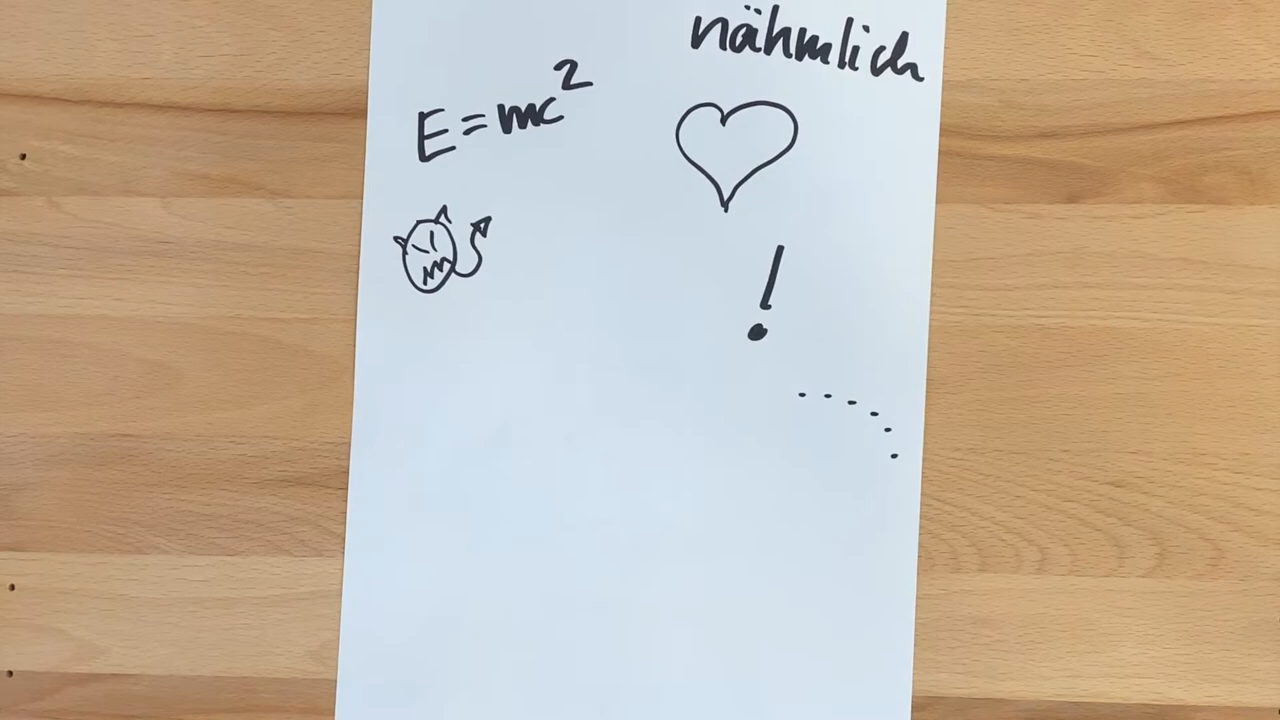 nähmlich
E=mc²
!
......